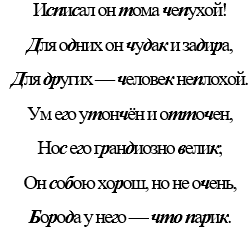 Исписал он тома чепухой!
Для одних он чудак и задира,
Для других — человек неплохой.
Ум его утончён и отточен,
Нос его грандиозно велик;
Он собою хорош, но не очень,
Борода у него — что парик.